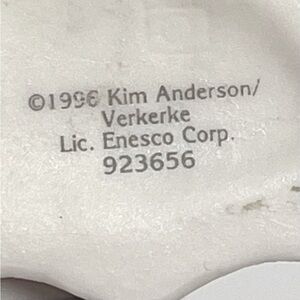 ©1996 Kim Anderson/
Verkerke
Lic. Enesco Corp.
923656